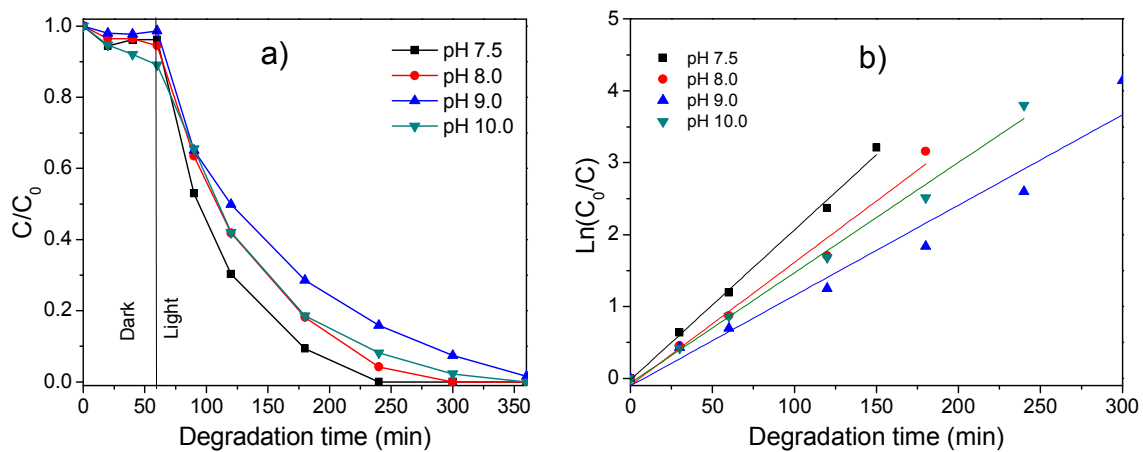 a)
pH 7.5
pH 8.0
pH 9.0
pH 10.0
Dark
Light
C/C0
1.0
0.8
0.6
0.4
0.2
0.0
0 50 100 150 200 250 300 350
Degradation time (min)
b)
pH 7.5
pH 8.0
pH 9.0
pH 10.0
Ln(C0/C)
5
4
3
2
1
0
0 50 100 150 200 250 300
Degradation time (min)